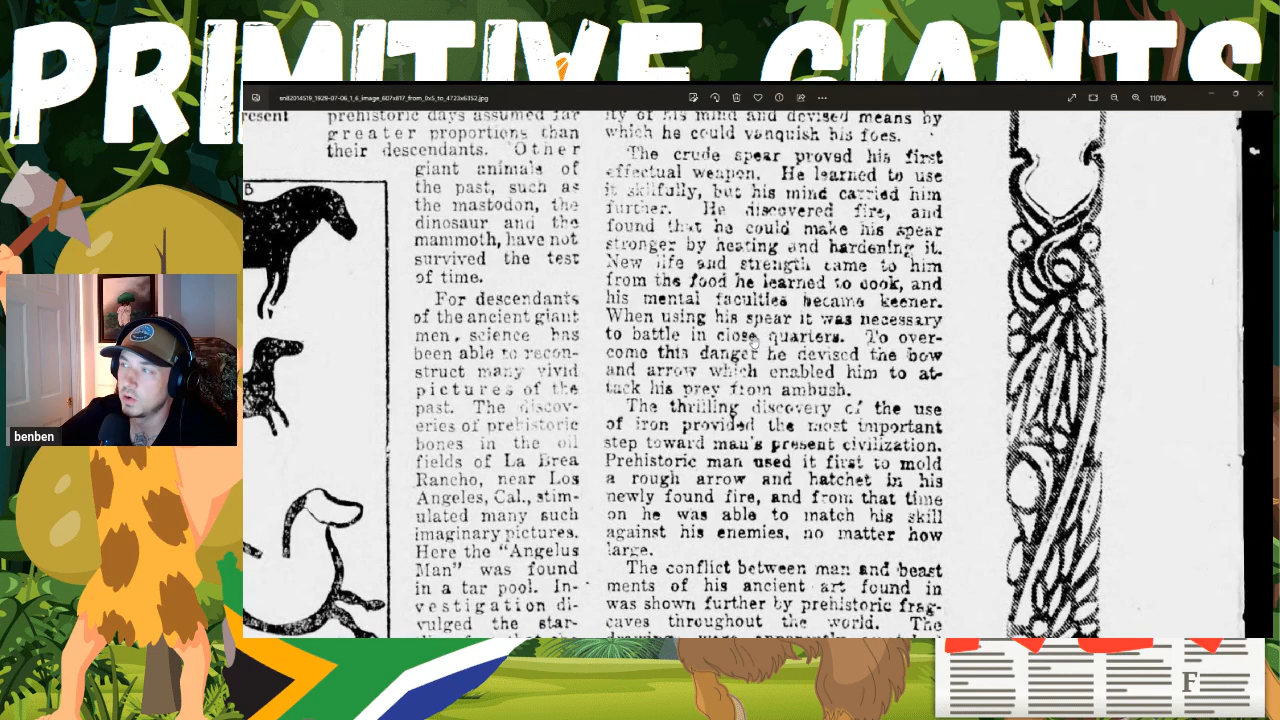 PRIMITIVE GIANTS
sn82014519_1929-07-06_1_6_image_607x817_from_0x5_to_4723x6352.jpg
110%
resent
prehistoric days assumed far
greater proportions than
their descendants. Other
giant animals of
the past, such as
the mastodon, the
dinosaur and the
mammoth, have not
survived the test
of time.
For descendants
of the ancient giant
men, science has
been able to recon-
struct many vivid
pictures of the
past. The discov-
eries of prehistoric
bones in the oil
fields of La Brea
Rancho, near Los
Angeles, Cal., stim-
ulated many such
imaginary pictures.
Here the "Angelus
Man" was found
in a tar pool. In-
vestigation di-
vulged the star-
ity of his mind and devised means by
which he could vanquish his foes.
The crude spear proved his first
effectual weapon. He learned to use
it skilfully, but his mind carried him
further. He discovered fire, and
found that he could make his spear
stronger by heating and hardening it.
New life and strength came to him
from the food he learned to cook, and
his mental faculties became keener.
When using his spear it was necessary
to battle in close quarters. To over-
come this danger he devised the bow
and arrow which enabled him to at-
tack his prey from ambush.
The thrilling discovery of the use
of iron provided the most important
step toward man's present civilization.
Prehistoric man used it first to mold
a rough arrow and hatchet in his
newly found fire, and from that time
on he was able to match his skill
against his enemies, no matter how
large.
The conflict between man and beast
ments of his ancient art found in
was shown further by prehistoric frag-
caves throughout the world. The
benben
F